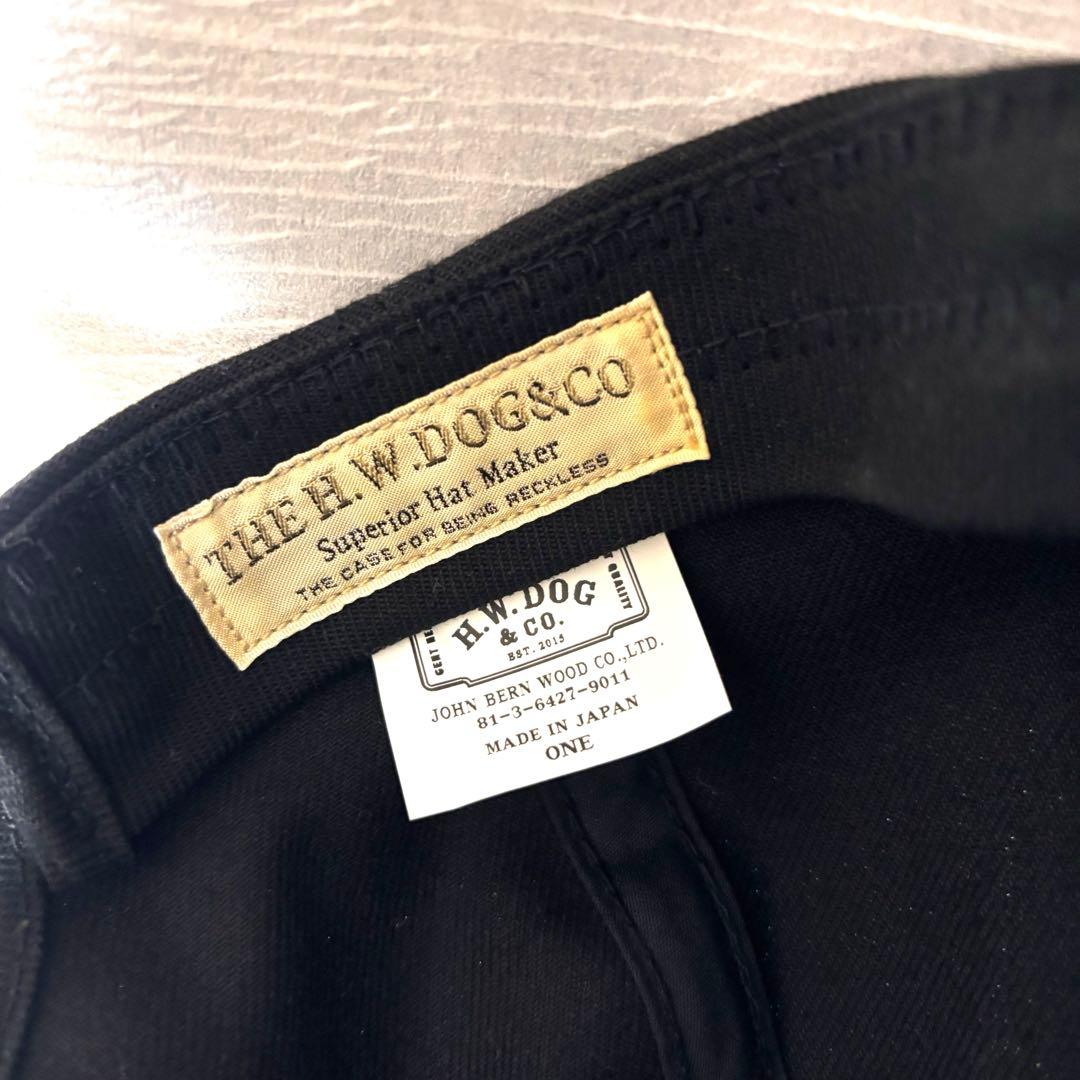 THE H.W.DOG&CO
Superior Hat Maker
THE CASE FOR BEING RECKLESS
H.W.DOG
& CO.
EST. 2015
JOHN BERN WOOD CO.,LTD.
81-3-6427-9011
MADE IN JAPAN
ONE